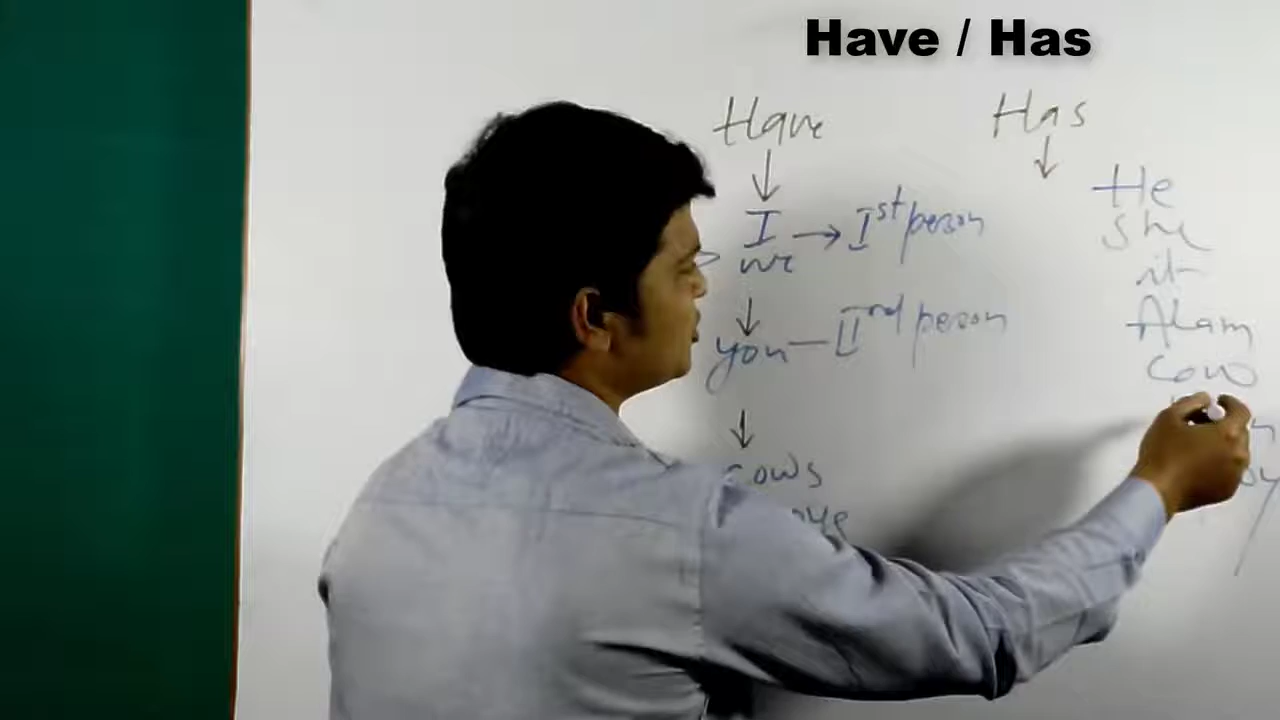 Have / Has
Have
Has
I → Ist person
we
you — IInd person
cows
He
she
it
Alam
cow